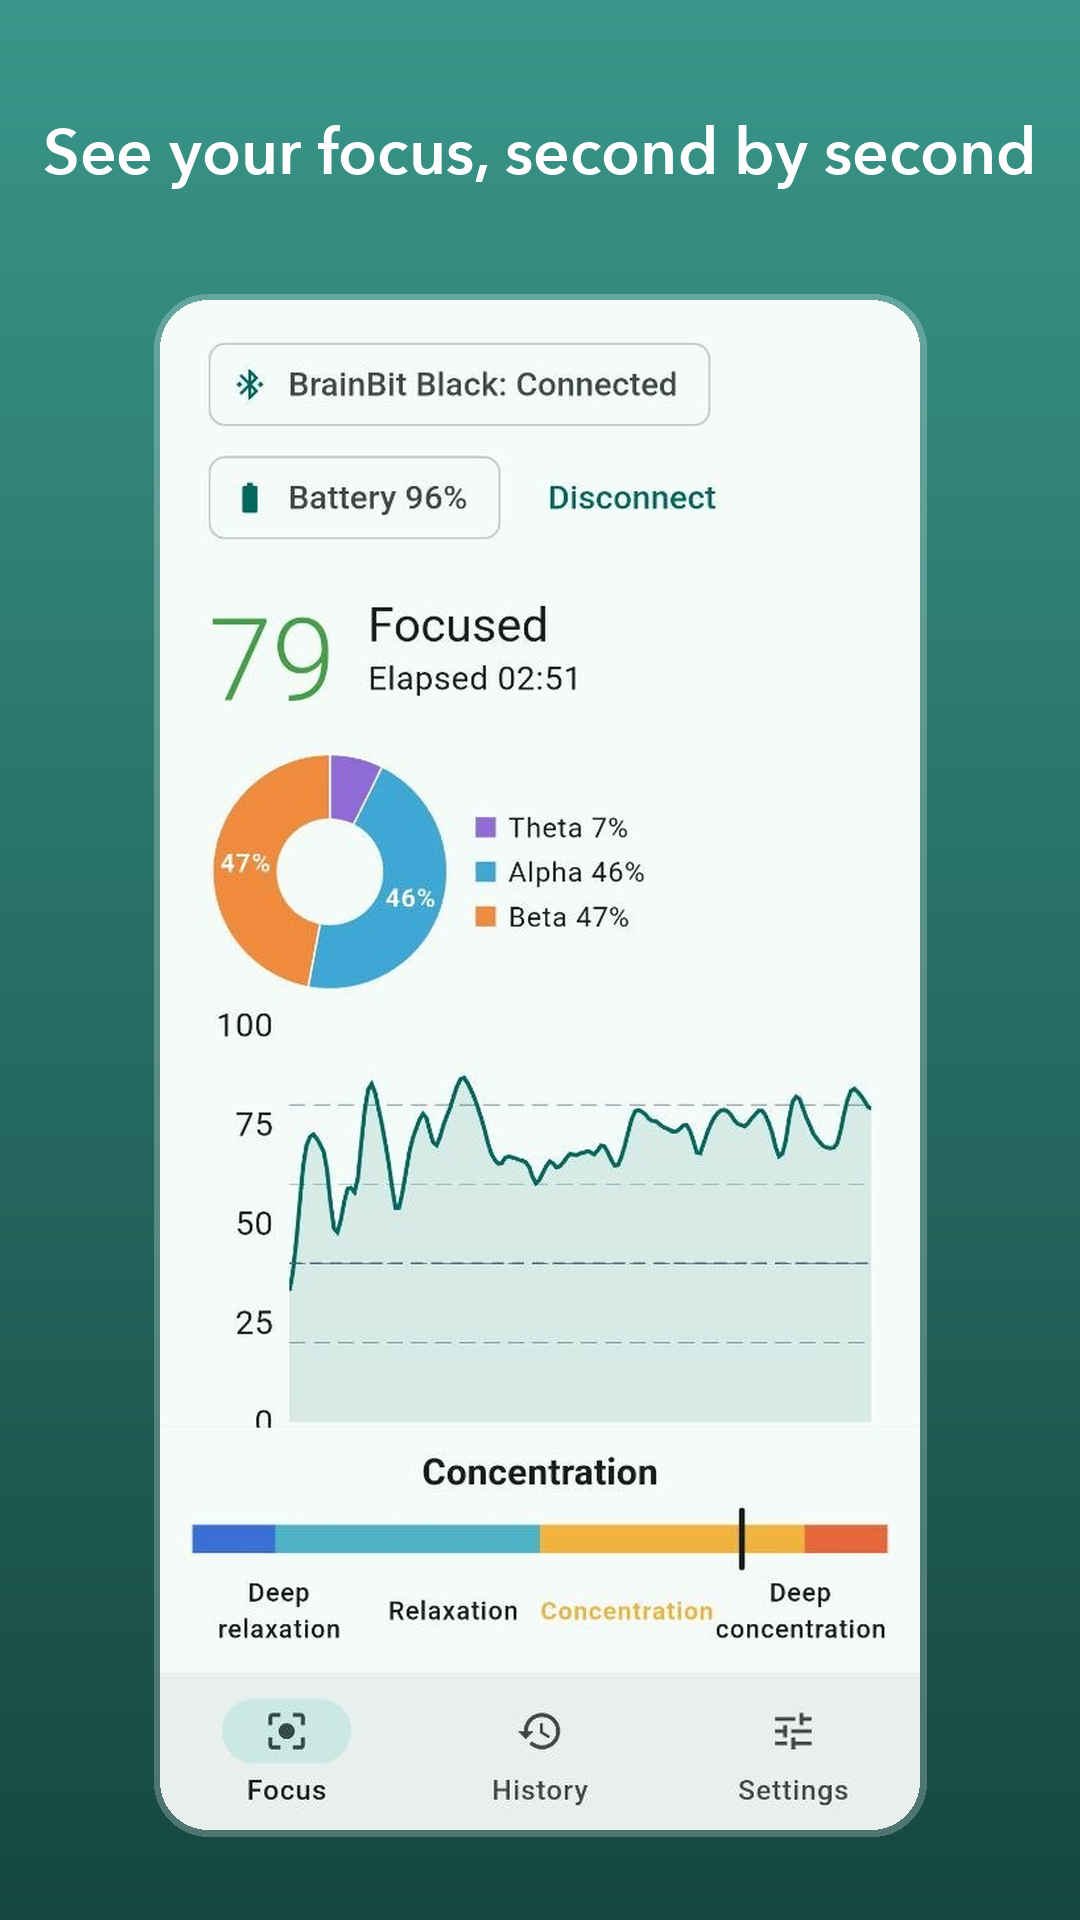 See your focus, second by second
BrainBit Black: Connected
Battery 96%
Disconnect
79
Focused
Elapsed 02:51
47%
46%
Theta 7%
Alpha 46%
Beta 47%
100
75
50
25
0
Concentration
Deep
relaxation
Relaxation
Concentration
Deep
concentration
Focus
History
Settings